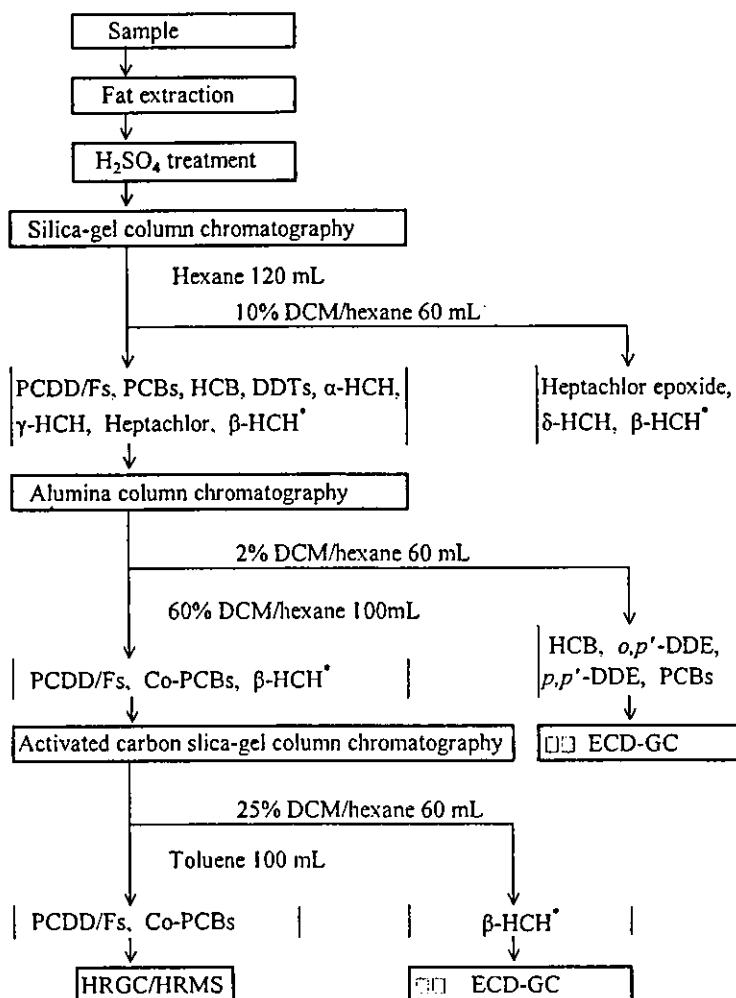 Sample
Fat extraction
H₂SO₄ treatment
Silica-gel column chromatography
Hexane 120 mL
10% DCM/hexane 60 mL
PCDD/Fs, PCBs, HCB, DDTs, α-HCH,
γ-HCH, Heptachlor, β-HCH*
Heptachlor epoxide,
δ-HCH, β-HCH*
Alumina column chromatography
2% DCM/hexane 60 mL
60% DCM/hexane 100mL
HCB, o,p'-DDE,
p,p'-DDE, PCBs
PCDD/Fs, Co-PCBs, β-HCH*
Activated carbon slica-gel column chromatography
ECD-GC
25% DCM/hexane 60 mL
Toluene 100 mL
PCDD/Fs, Co-PCBs
β-HCH*
HRGC/HRMS
ECD-GC